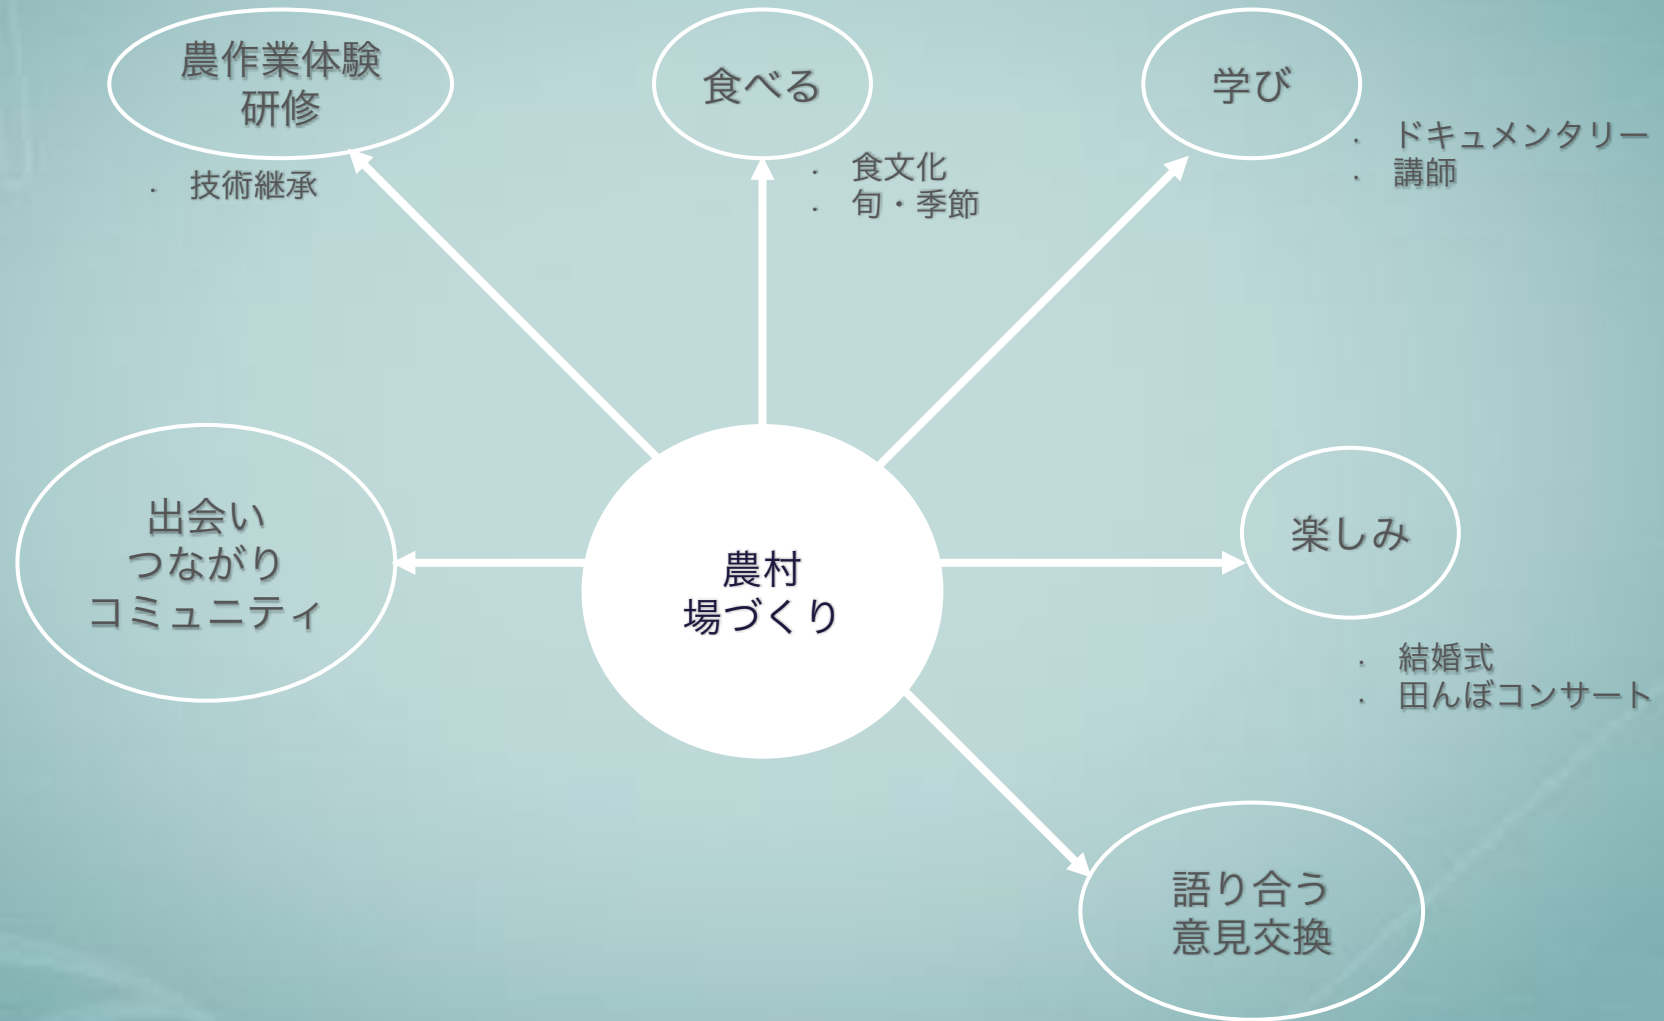 農作業体験
研修
・ 技術継承
食べる
・ 食文化
・ 旬・季節
学び
・ ドキュメンタリー
・ 講師
出会い
つながり
コミュニティ
農村
場づくり
楽しみ
・ 結婚式
・ 田んぼコンサート
語り合う
意見交換